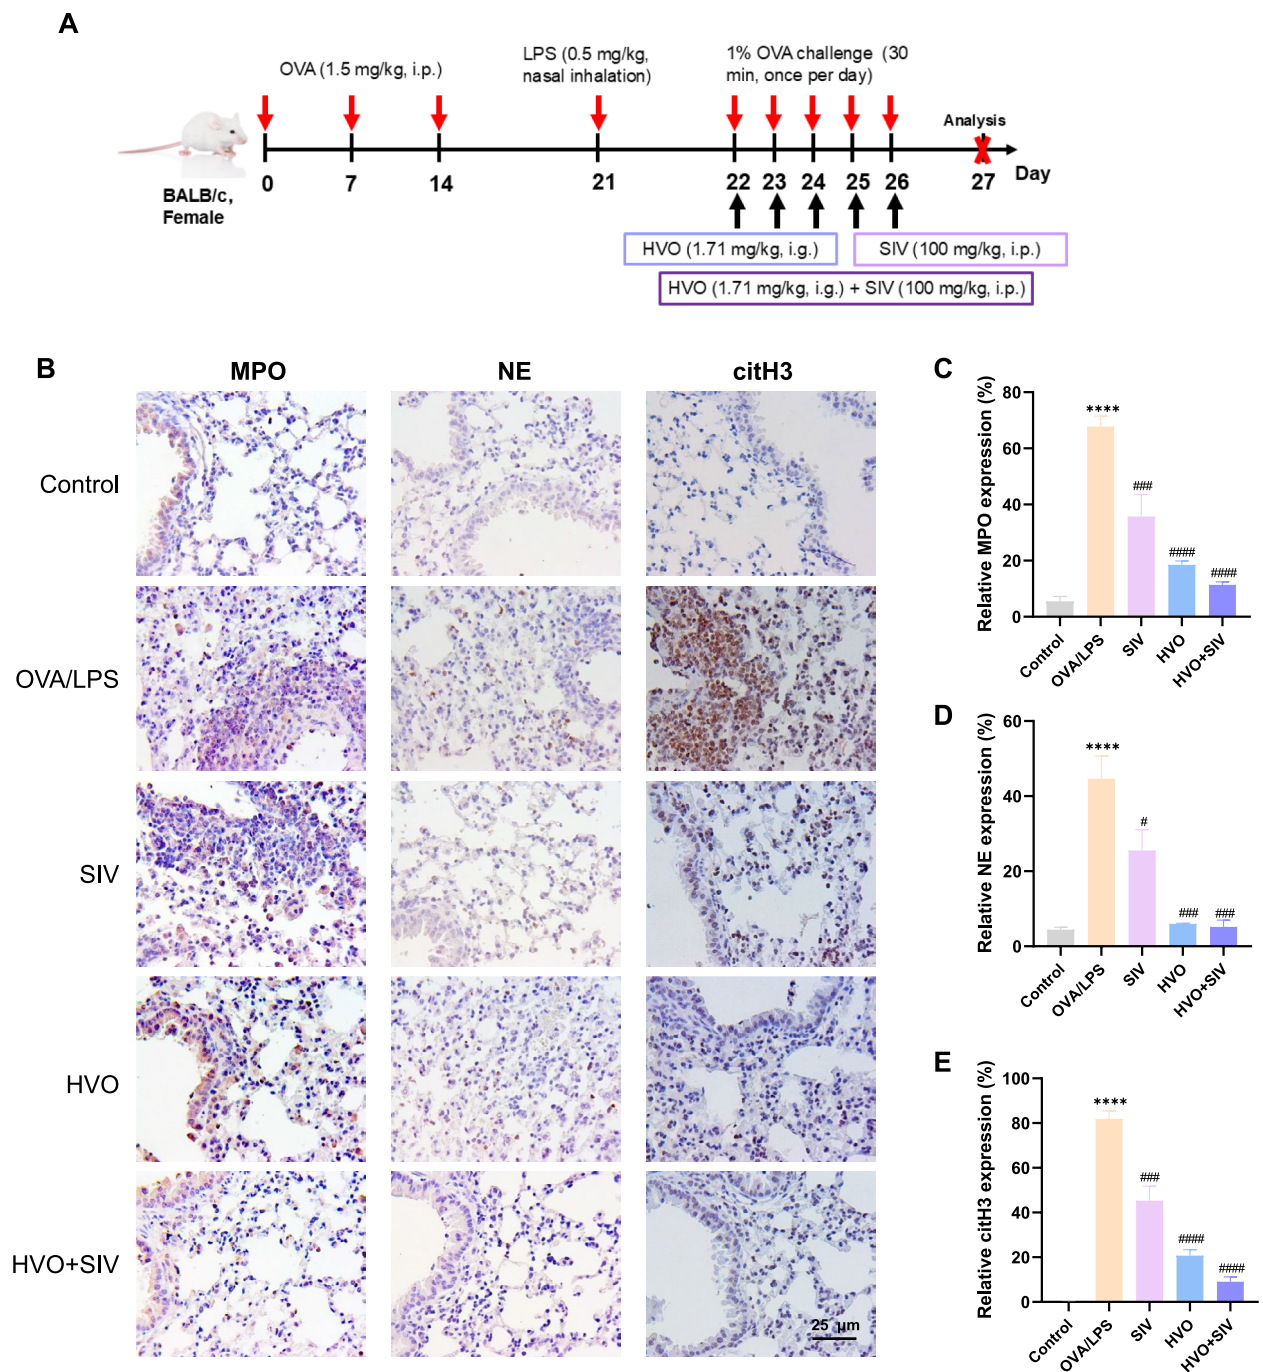 A
OVA (1.5 mg/kg, i.p.)
LPS (0.5 mg/kg,
nasal inhalation)
1% OVA challenge (30
min, once per day)
Analysis
BALB/c,
Female
0 7 14 21 22 23 24 25 26 27 Day
HVO (1.71 mg/kg, i.g.)
SIV (100 mg/kg, i.p.)
HVO (1.71 mg/kg, i.g.) + SIV (100 mg/kg, i.p.)
B
MPO NE citH3
Control
OVA/LPS
SIV
HVO
HVO+SIV
25 μm
C
Relative MPO expression (%)
80
60
40
20
0
****
###
####
####
Control OVA/LPS SIV HVO HVO+SIV
D
Relative NE expression (%)
60
40
20
0
****
#
###
###
Control OVA/LPS SIV HVO HVO+SIV
E
Relative citH3 expression (%)
100
80
60
40
20
0
****
###
####
####
Control OVA/LPS SIV HVO HVO+SIV